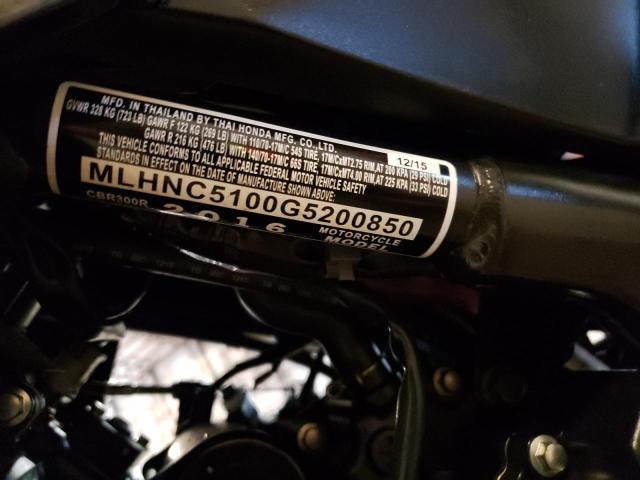 MFD. IN THAILAND BY THAI HONDA MFG. CO., LTD. 12/15
GVWR 328 KG (723 LB) GAWR F 122 KG (269 LB) WITH 110/70-17M/C 54S TIRE, 17M/CxMT2.75 RIM,AT 200 KPA (29 PSI) COLD
GAWR R 216 KG (476 LB) WITH 140/70-17M/C 66S TIRE, 17M/CxMT4.00 RIM,AT 225 KPA (33 PSI) COLD
THIS VEHICLE CONFORMS TO ALL APPLICABLE FEDERAL MOTOR VEHICLE SAFETY
STANDARDS IN EFFECT ON THE DATE OF MANUFACTURE SHOWN ABOVE:
MLHNC5100G5200850
CBR300R 2016 MOTORCYCLE
MODEL